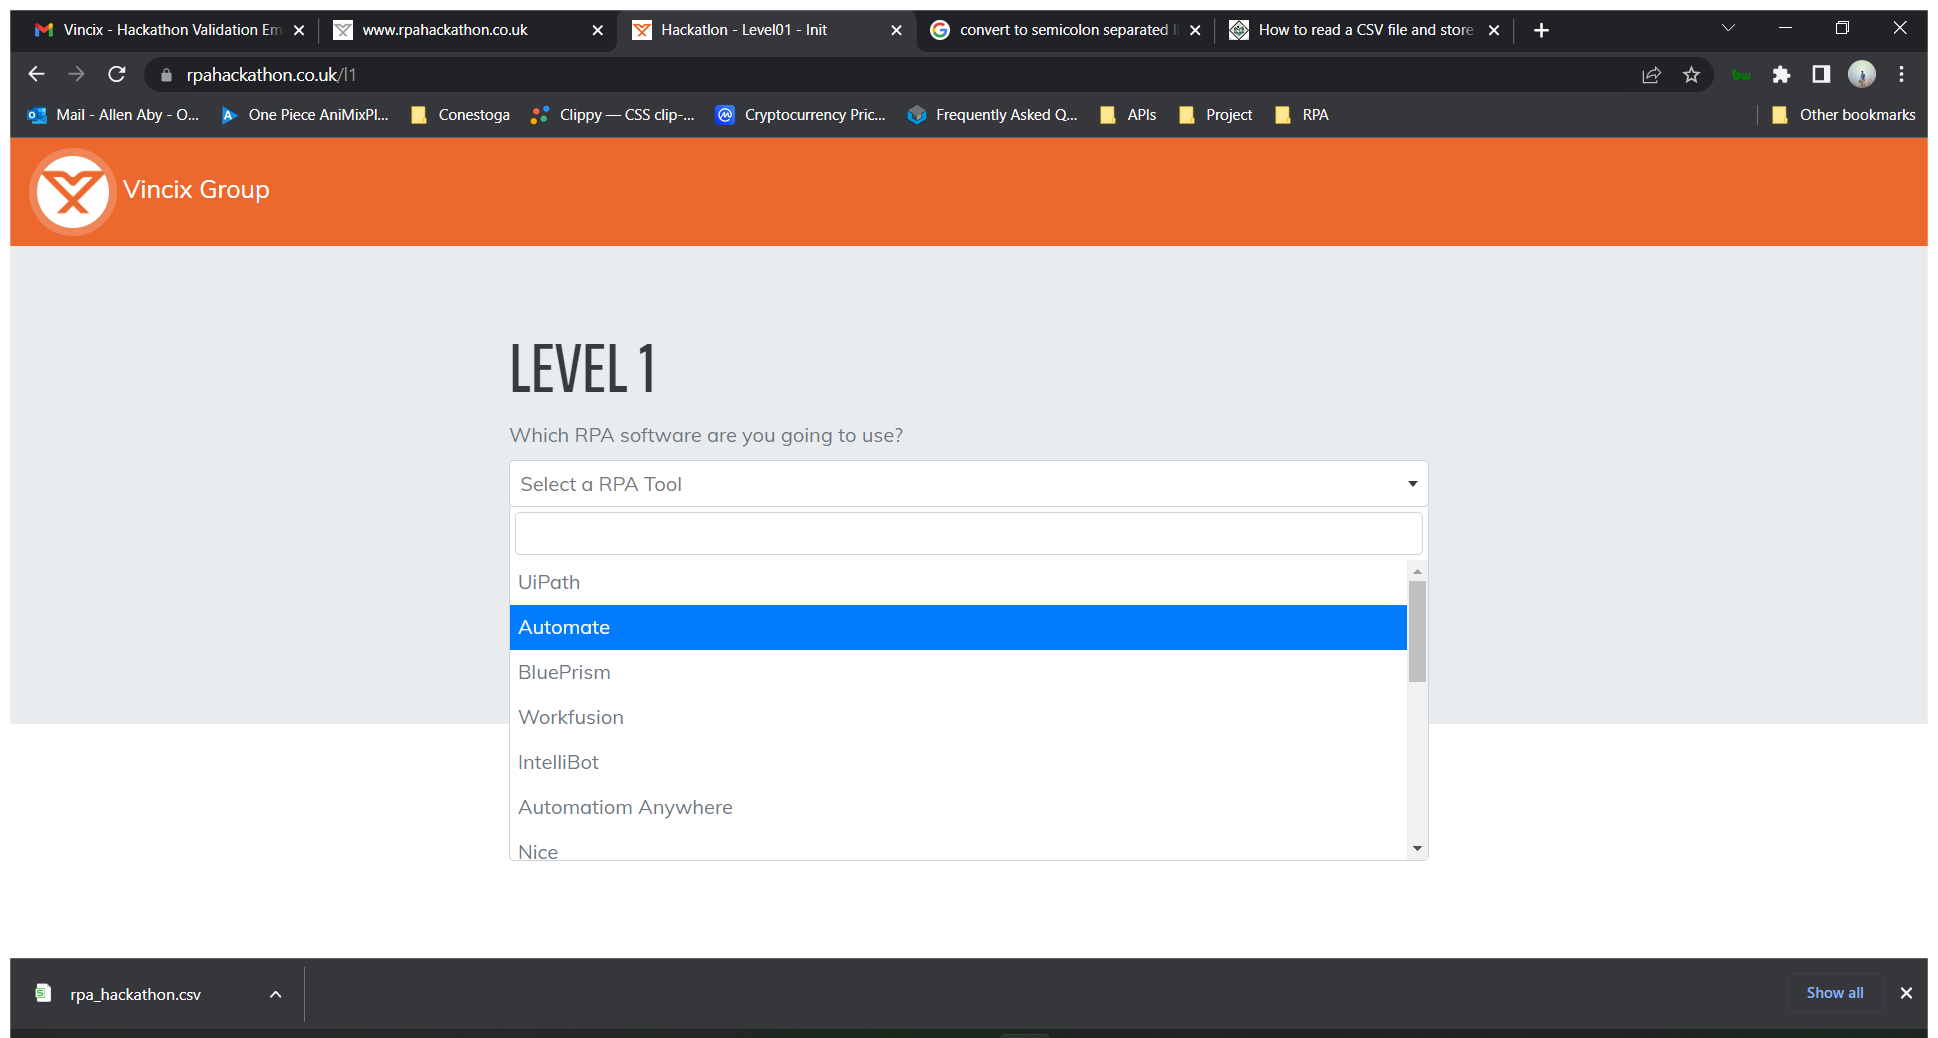 Vincix - Hackathon Validation Em
www.rpahackathon.co.uk
Hackatlon - Level01 - Init
convert to semicolon separated li
How to read a CSV file and store
rpahackathon.co.uk/l1
bw
Mail - Allen Aby - O...
One Piece AniMixPl...
Conestoga
Clippy — CSS clip-...
Cryptocurrency Pric...
Frequently Asked Q...
APIs
Project
RPA
Other bookmarks
Vincix Group
LEVEL 1
Which RPA software are you going to use?
Select a RPA Tool
UiPath
Automate
BluePrism
Workfusion
IntelliBot
Automatiom Anywhere
Nice
rpa_hackathon.csv
Show all